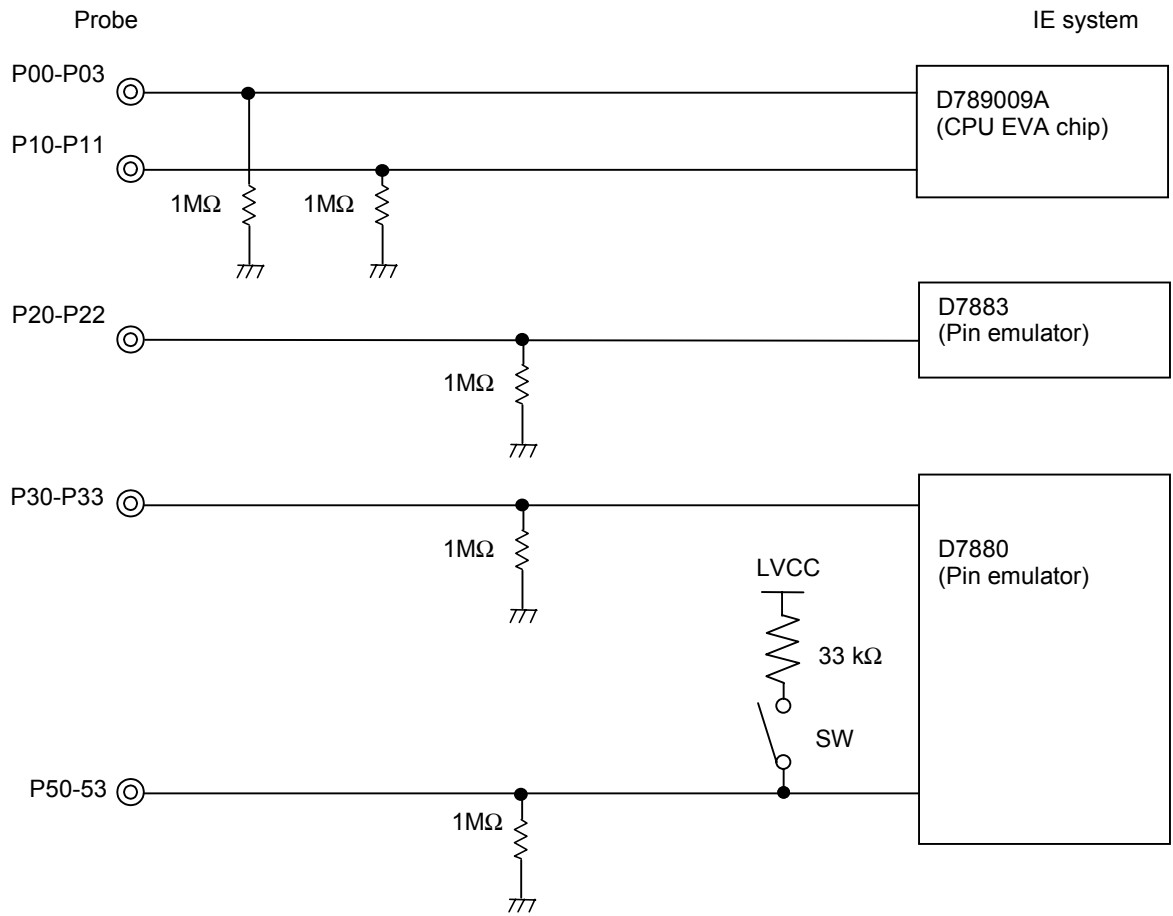 Probe
IE system
P00-P03
D789009A
(CPU EVA chip)
P10-P11
1MΩ
1MΩ
P20-P22
D7883
(Pin emulator)
1MΩ
P30-P33
1MΩ
D7880
(Pin emulator)
LVCC
33 kΩ
SW
P50-53
1MΩ